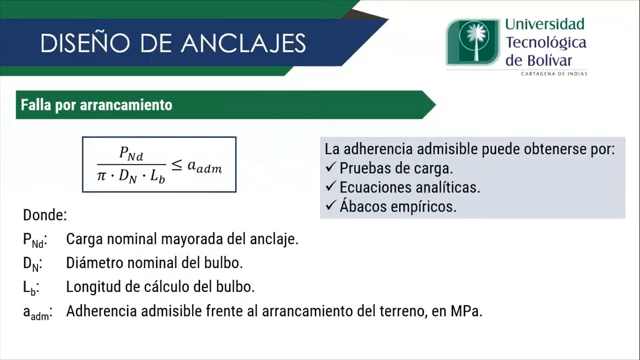 DISEÑO DE ANCLAJES
Universidad
Tecnológica
de Bolívar
CARTAGENA DE INDIAS
Falla por arrancamiento
P_Nd / (π · D_N · L_b) ≤ a_adm
La adherencia admisible puede obtenerse por:
✓ Pruebas de carga.
✓ Ecuaciones analíticas.
✓ Ábacos empíricos.
Donde:
P_Nd: Carga nominal mayorada del anclaje.
D_N: Diámetro nominal del bulbo.
L_b: Longitud de cálculo del bulbo.
a_adm: Adherencia admisible frente al arrancamiento del terreno, en MPa.